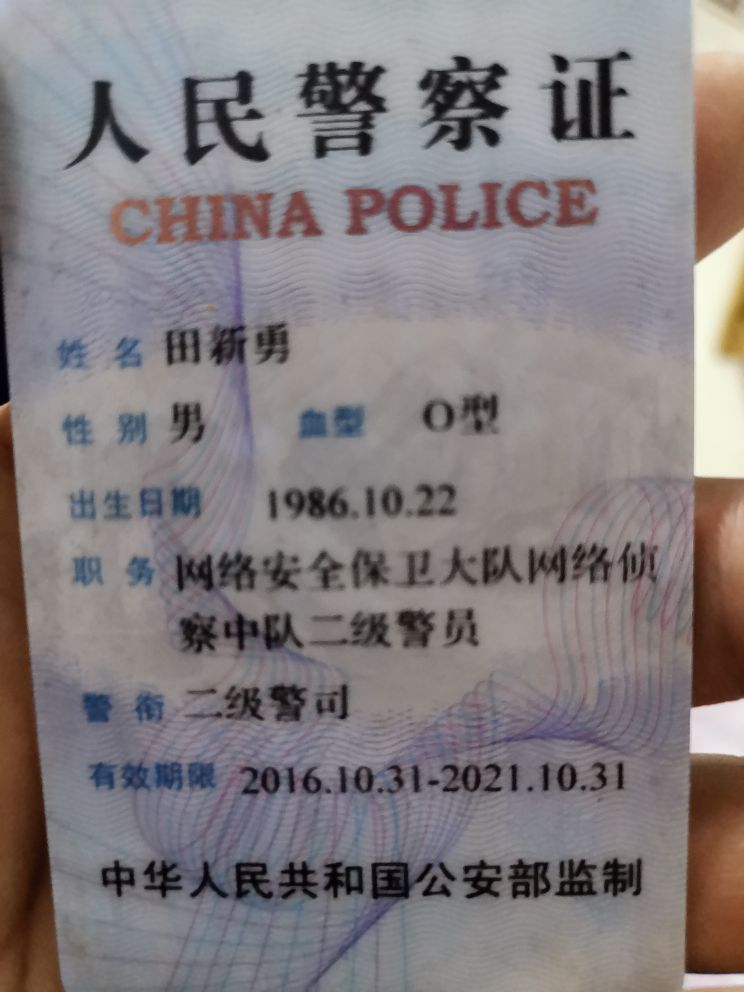 人民警察证
CHINA POLICE
姓名 田新勇
性别 男 血型 O型
出生日期 1986.10.22
职务 网络安全保卫大队网络侦
察中队二级警员
警衔 二级警司
有效期限 2016.10.31-2021.10.31
中华人民共和国公安部监制